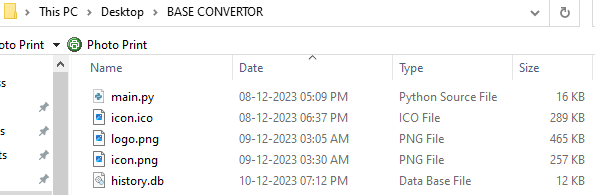 This PC > Desktop > BASE CONVERTOR
oto Print Photo Print
Name Date Type Size
main.py 08-12-2023 05:09 PM Python Source File 16 KB
icon.ico 08-12-2023 06:37 PM ICO File 289 KB
logo.png 09-12-2023 03:05 AM PNG File 465 KB
icon.png 09-12-2023 03:30 AM PNG File 257 KB
history.db 10-12-2023 07:12 PM Data Base File 12 KB